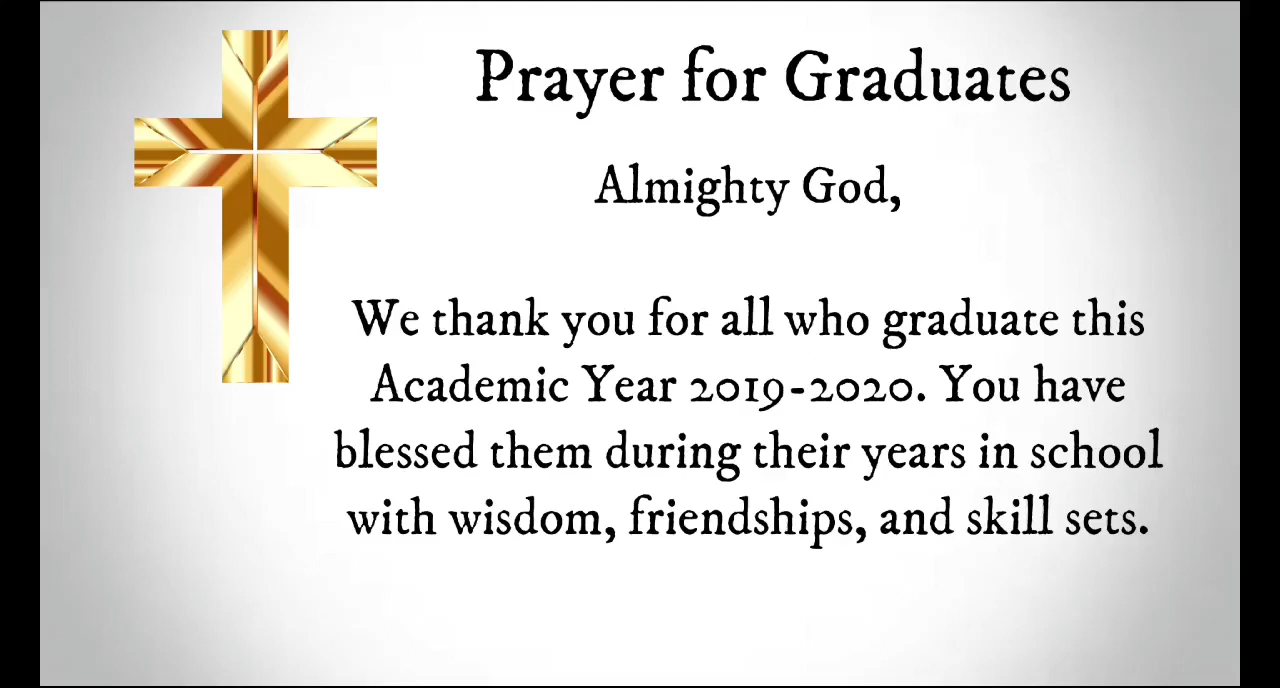 Prayer for Graduates
Almighty God,
We thank you for all who graduate this
Academic Year 2019-2020. You have
blessed them during their years in school
with wisdom, friendships, and skill sets.